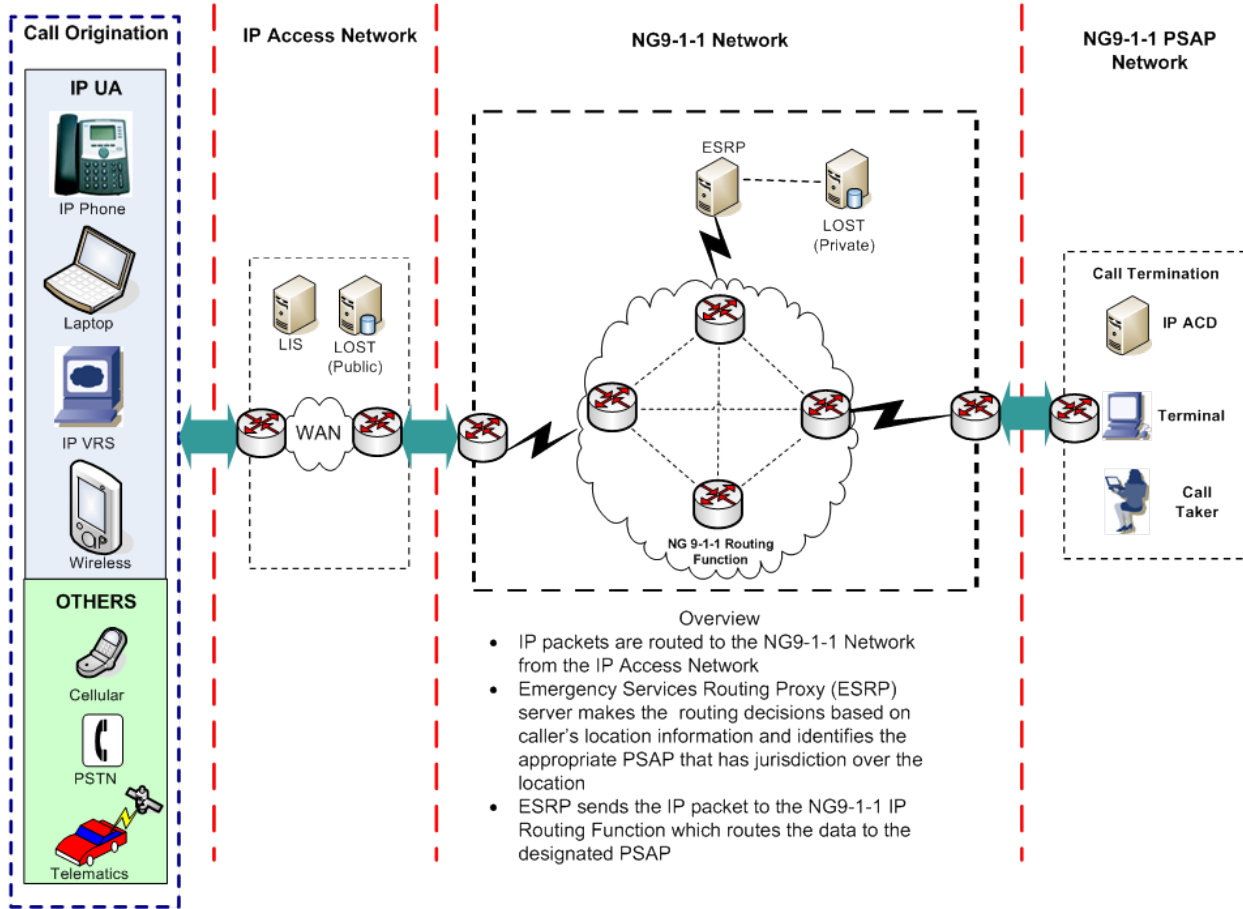 Call Origination
IP UA
IP Phone
Laptop
IP VRS
IP
Wireless
OTHERS
Cellular
PSTN
Telematics
IP Access Network
LIS
LOST
(Public)
WAN
NG9-1-1 Network
ESRP
LOST
(Private)
NG 9-1-1 Routing
Function
Overview
• IP packets are routed to the NG9-1-1 Network
from the IP Access Network
• Emergency Services Routing Proxy (ESRP)
server makes the routing decisions based on
caller's location information and identifies the
appropriate PSAP that has jurisdiction over the
location
• ESRP sends the IP packet to the NG9-1-1 IP
Routing Function which routes the data to the
designated PSAP
NG9-1-1 PSAP
Network
Call Termination
IP ACD
Terminal
Call
Taker